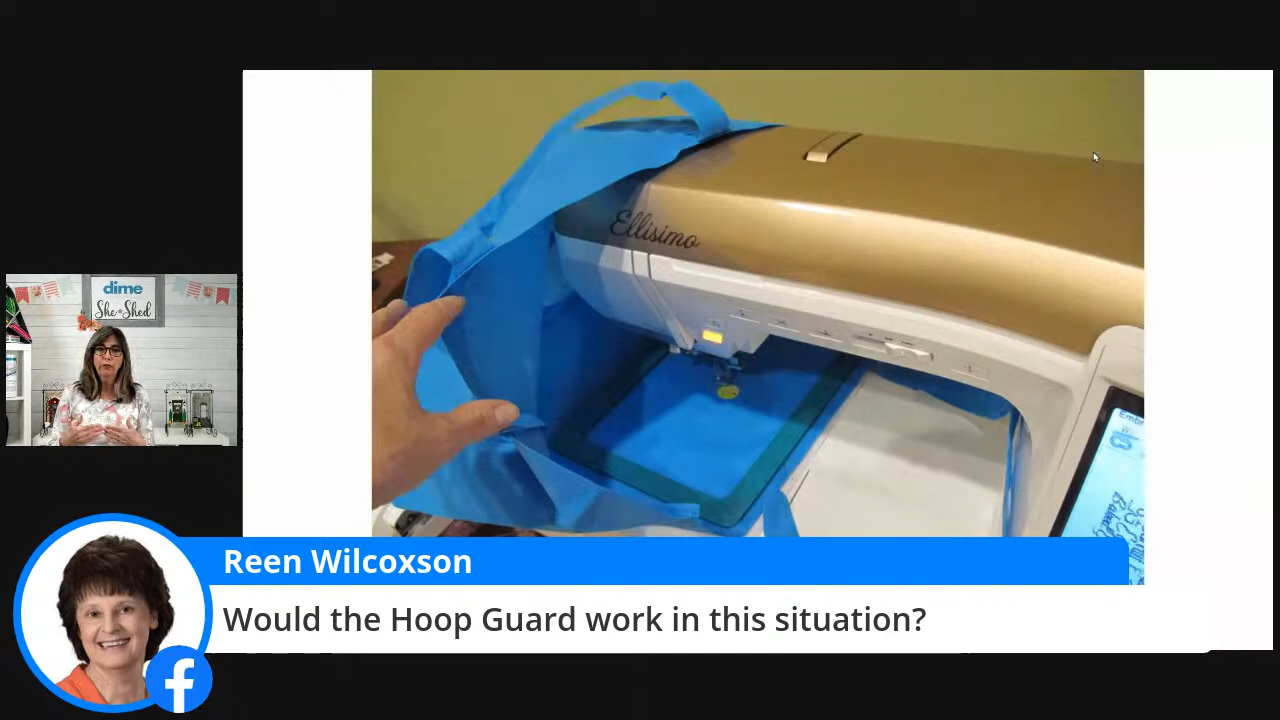 dime
She Shed
Ellisimo
Reen Wilcoxson
Would the Hoop Guard work in this situation?